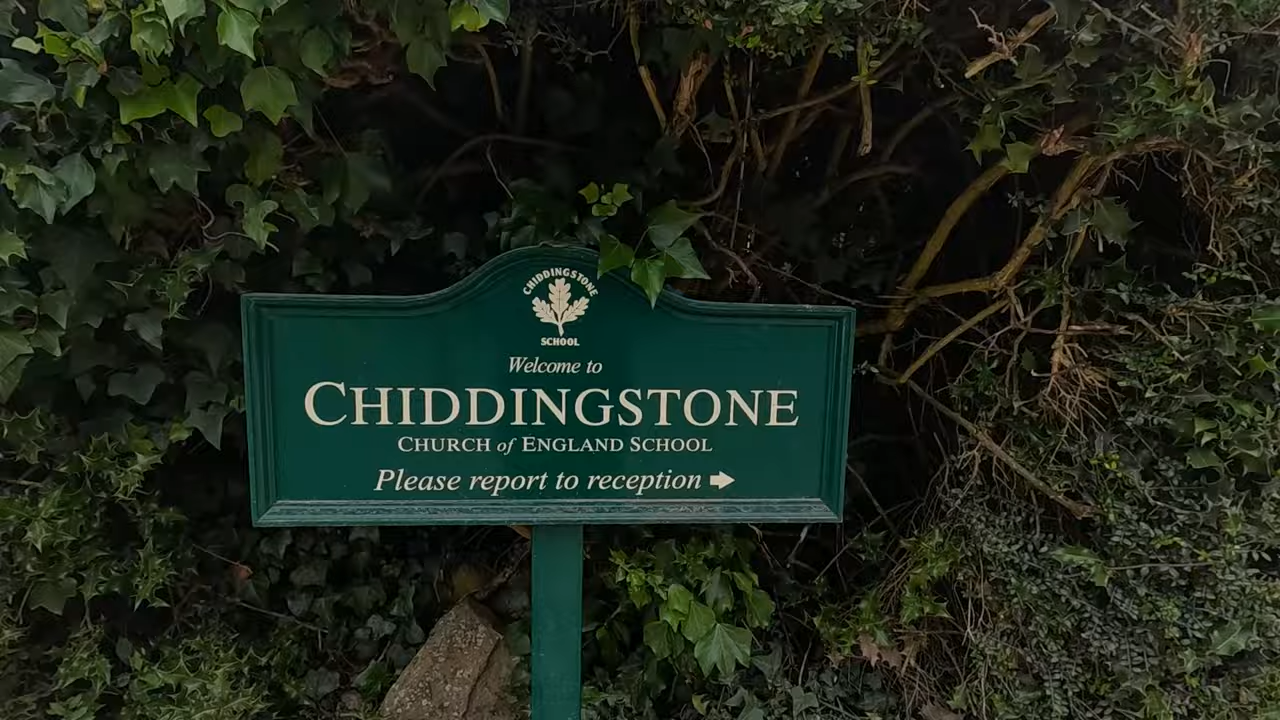 CHIDDINGSTONE
SCHOOL
Welcome to
CHIDDINGSTONE
CHURCH of ENGLAND SCHOOL
Please report to reception